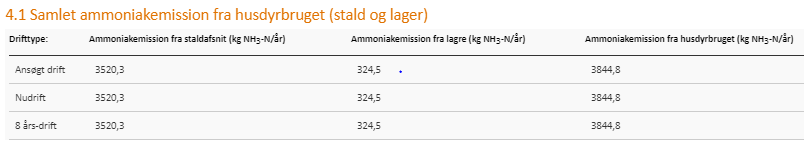 4.1 Samlet ammoniakemission fra husdyrbruget (stald og lager)
Drifttype: Ammoniakemission fra staldafsnit (kg NH3-N/år) Ammoniakemission fra lagre (kg NH3-N/år) Ammoniakemission fra husdyrbruget (kg NH3-N/år)
Ansøgt drift 3520,3 324,5 3844,8
Nudrift 3520,3 324,5 3844,8
8 års-drift 3520,3 324,5 3844,8